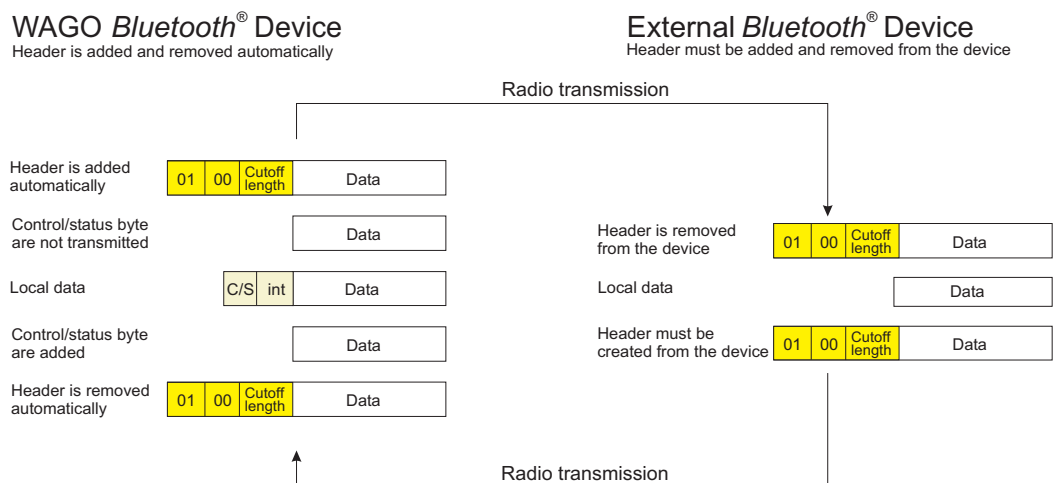 WAGO Bluetooth® Device
Header is added and removed automatically
External Bluetooth® Device
Header must be added and removed from the device
Radio transmission
Header is added
automatically
01 00 Cutoff
length
Data
Control/status byte
are not transmitted
Data
Local data
C/S int Data
Control/status byte
are added
Data
Header is removed
automatically
01 00 Cutoff
length
Data
Header is removed
from the device
01 00 Cutoff
length
Data
Local data
Data
Header must be
created from the device
01 00 Cutoff
length
Data
Radio transmission